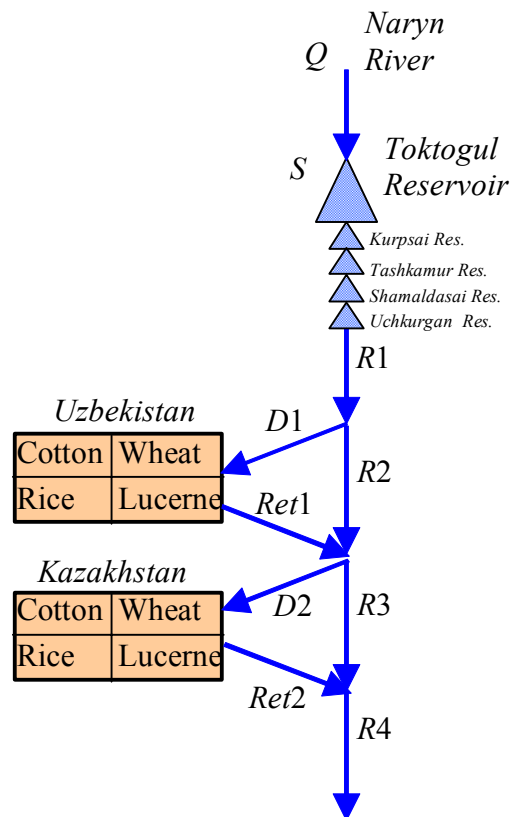 Naryn
Q River
S Toktogul
Reservoir
Kurpsai Res.
Tashkamur Res.
Shamaldasai Res.
Uchkurgan Res.
R1
Uzbekistan
D1
Cotton Wheat
R2
Rice Lucerne
Ret1
Kazakhstan
Cotton Wheat
D2
R3
Rice Lucerne
Ret2
R4